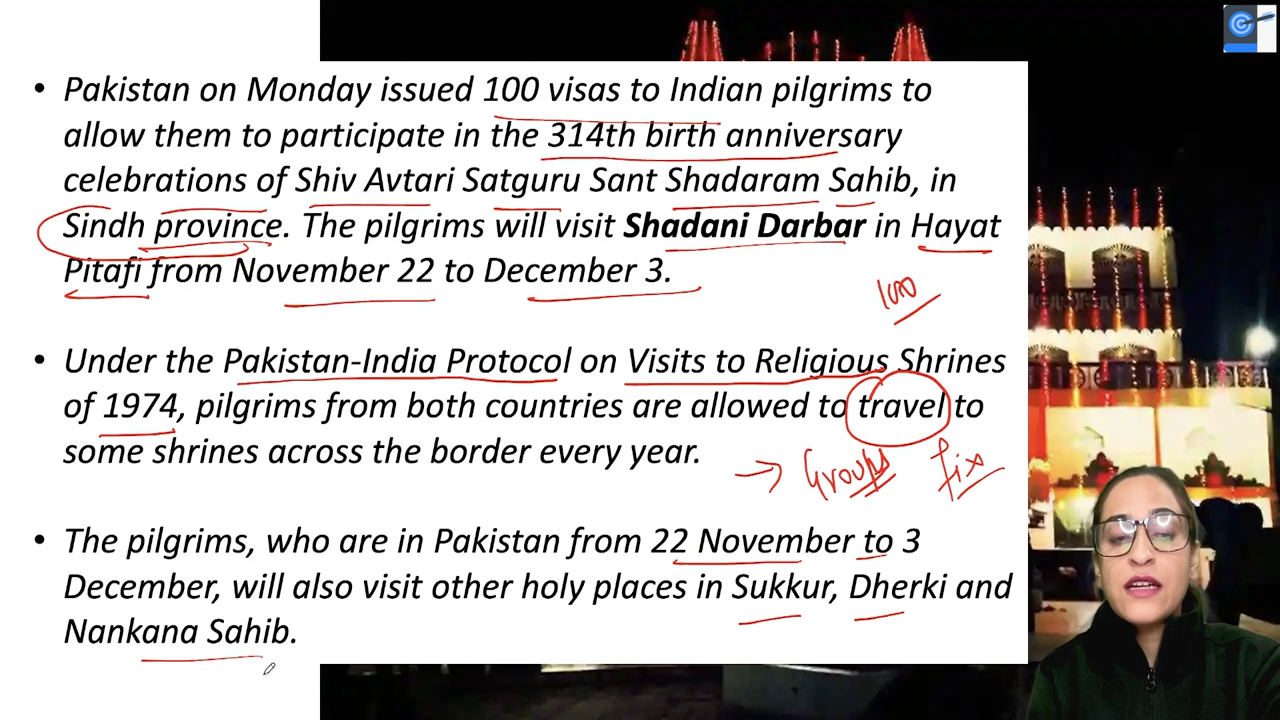 • Pakistan on Monday issued 100 visas to Indian pilgrims to
allow them to participate in the 314th birth anniversary
celebrations of Shiv Avtari Satguru Sant Shadaram Sahib, in
Sindh province. The pilgrims will visit Shadani Darbar in Hayat
Pitafi from November 22 to December 3.
100
• Under the Pakistan-India Protocol on Visits to Religious Shrines
of 1974, pilgrims from both countries are allowed to travel to
some shrines across the border every year.
→ Groups fix
• The pilgrims, who are in Pakistan from 22 November to 3
December, will also visit other holy places in Sukkur, Dherki and
Nankana Sahib.